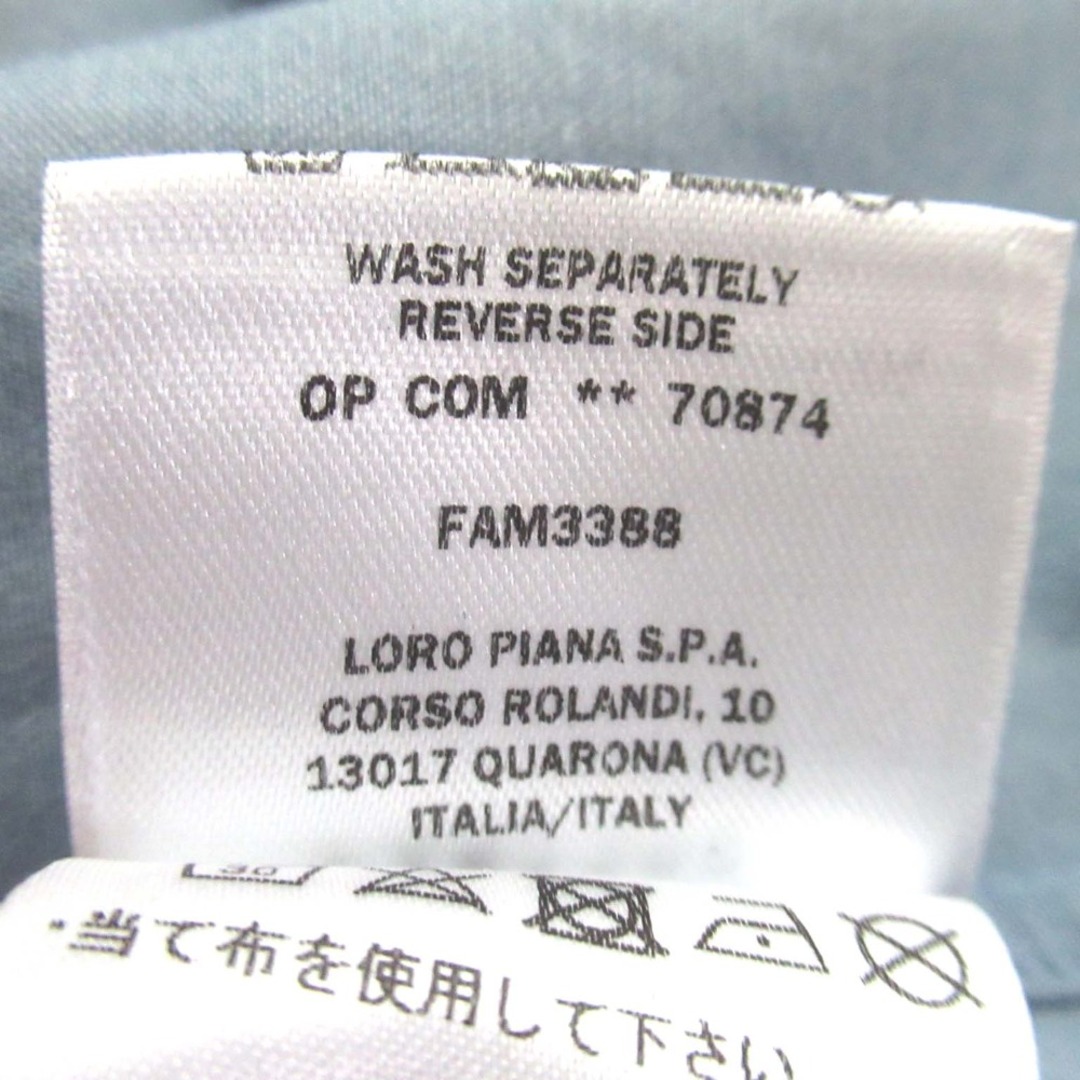 WASH SEPARATELY
REVERSE SIDE
OP COM ** 70874
FAM3388
LORO PIANA S.P.A.
CORSO ROLANDI, 10
13017 QUARONA (VC)
ITALIA/ITALY
30
・当て布を使用して下さい